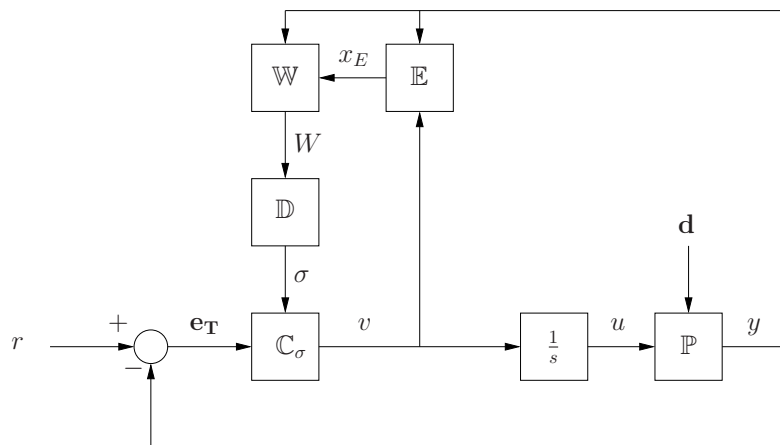 𝕎
x_E
𝔼
W
𝔻
σ
d
r
+
−
e_T
ℂ_σ
v
1/s
u
ℙ
y